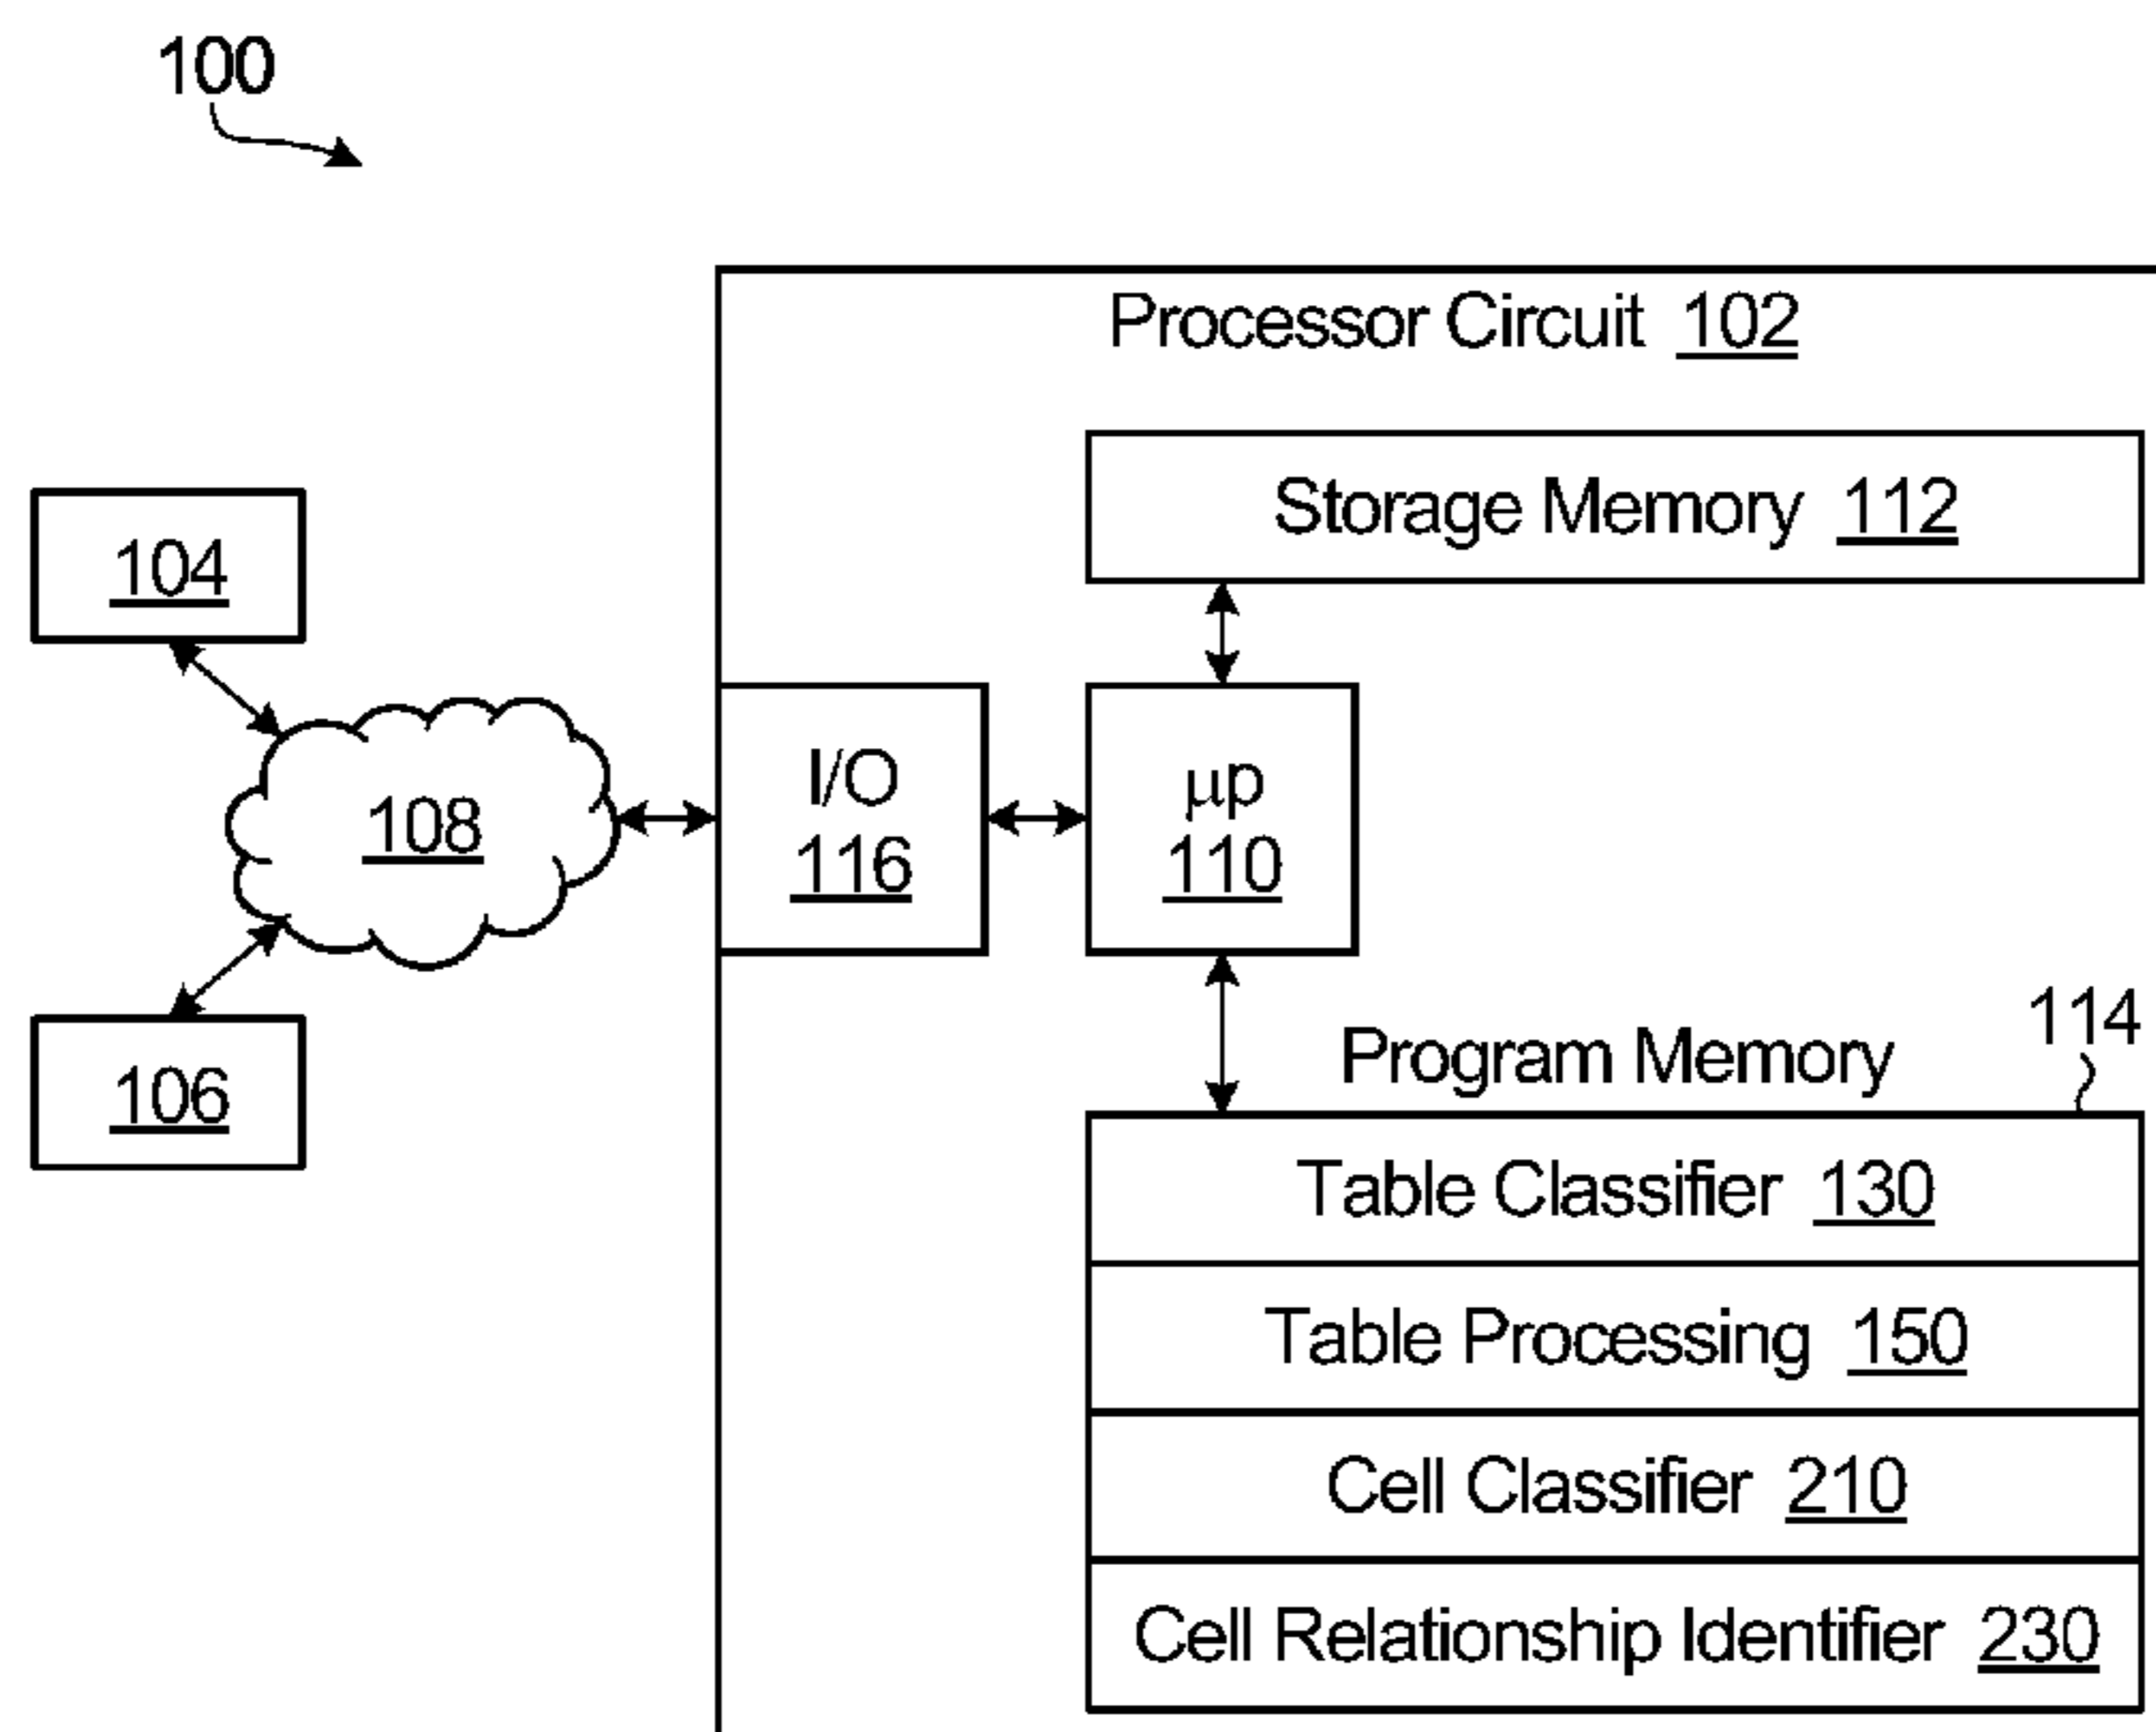 100
Processor Circuit 102
Storage Memory 112
104
108
I/O
116
µp
110
106
114
Program Memory
Table Classifier 130
Table Processing 150
Cell Classifier 210
Cell Relationship Identifier 230